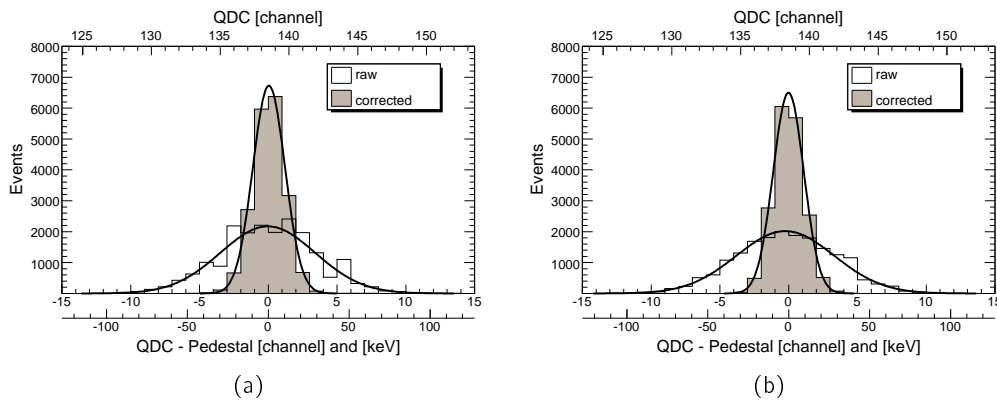 QDC [channel]
125 130 135 140 145 150
8000
7000
6000
5000
4000
3000
2000
1000
Events
raw
corrected
-15 -10 -5 0 5 10 15
-100 -50 0 50 100
QDC - Pedestal [channel] and [keV]
(a)
QDC [channel]
125 130 135 140 145 150
8000
7000
6000
5000
4000
3000
2000
1000
Events
raw
corrected
-15 -10 -5 0 5 10 15
-100 -50 0 50 100
QDC - Pedestal [channel] and [keV]
(b)